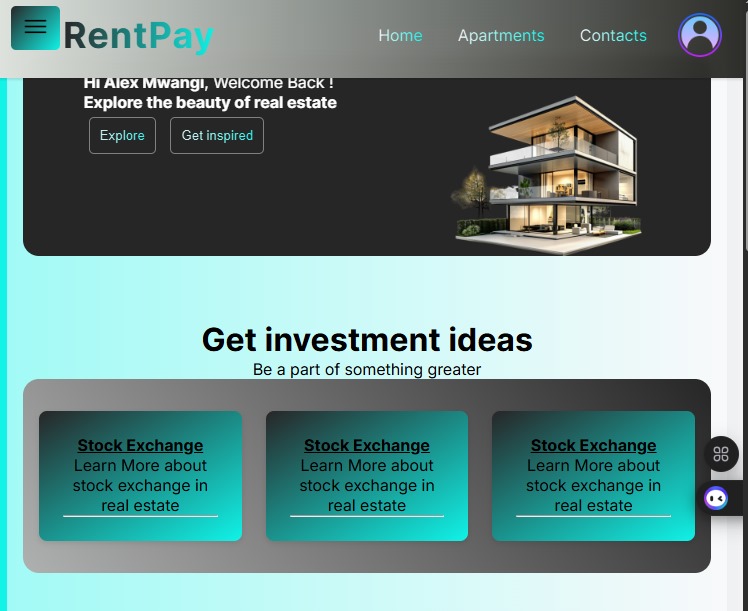 RentPay
Home
Apartments
Contacts
Hi Alex Mwangi, Welcome Back !
Explore the beauty of real estate
Explore
Get inspired
Get investment ideas
Be a part of something greater
Stock Exchange
Learn More about
stock exchange in
real estate
Stock Exchange
Learn More about
stock exchange in
real estate
Stock Exchange
Learn More about
stock exchange in
real estate